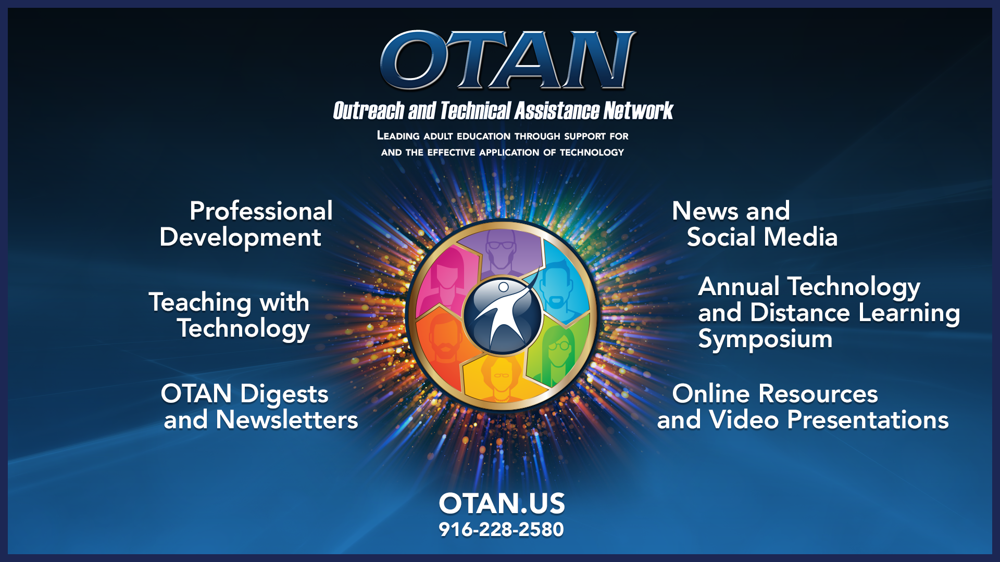 OTAN
Outreach and Technical Assistance Network
Leading adult education through support for
and the effective application of technology
Professional
Development
Teaching with
Technology
OTAN Digests
and Newsletters
News and
Social Media
Annual Technology
and Distance Learning
Symposium
Online Resources
and Video Presentations
OTAN.US
916-228-2580